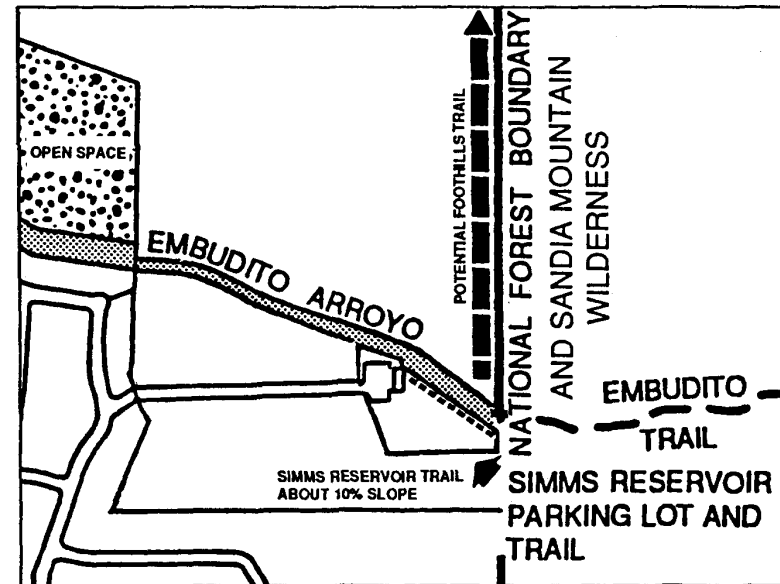 OPEN SPACE
EMBUDITO ARROYO
POTENTIAL FOOTHILLS TRAIL
NATIONAL FOREST BOUNDARY
AND SANDIA MOUNTAIN
WILDERNESS
EMBUDITO
TRAIL
SIMMS RESERVOIR TRAIL
ABOUT 10% SLOPE
SIMMS RESERVOIR
PARKING LOT AND
TRAIL